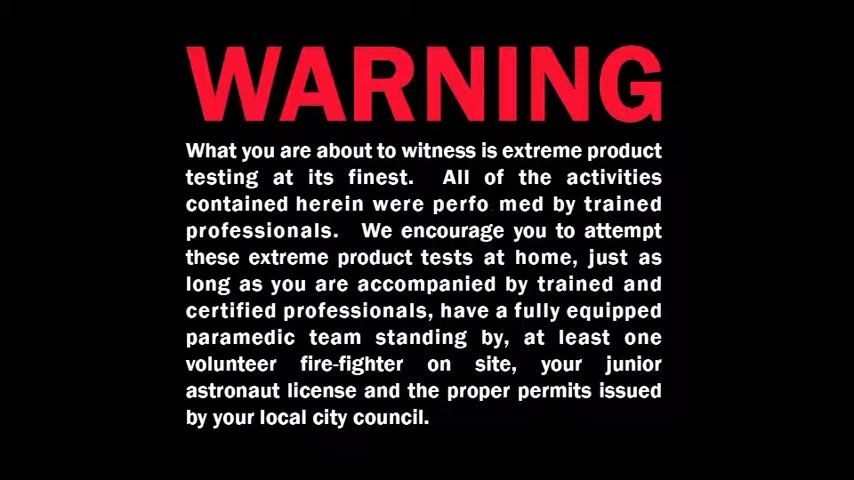 WARNING
What you are about to witness is extreme product
testing at its finest. All of the activities
contained herein were perfo med by trained
professionals. We encourage you to attempt
these extreme product tests at home, just as
long as you are accompanied by trained and
certified professionals, have a fully equipped
paramedic team standing by, at least one
volunteer fire-fighter on site, your junior
astronaut license and the proper permits issued
by your local city council.